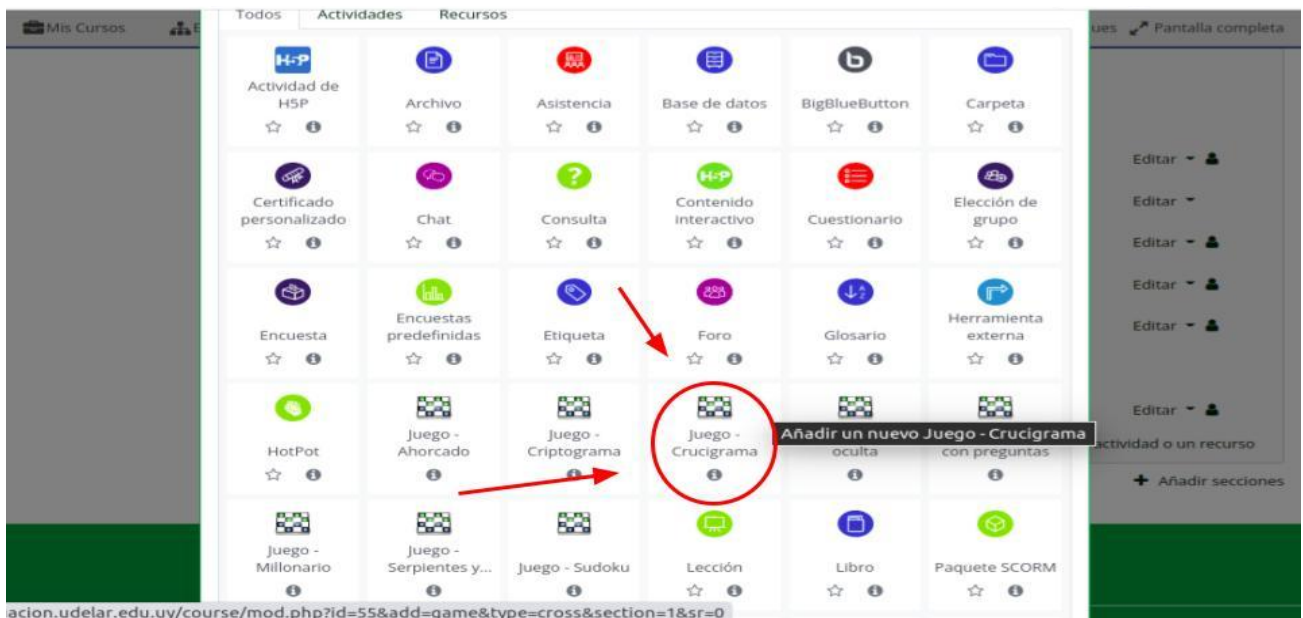 Todos Actividades Recursos
Mis Cursos
ues Pantalla completa
H5P
Actividad de
H5P
Archivo
Asistencia
Base de datos
BigBlueButton
Carpeta
Editar
Certificado
personalizado
Chat
Consulta
H5P
Contenido
interactivo
Cuestionario
Elección de
grupo
Editar
Editar
Editar
Encuesta
Encuestas
predefinidas
Etiqueta
Foro
Glosario
Herramienta
externa
Editar
HotPot
Juego -
Ahorcado
Juego -
Criptograma
Juego -
Crucigrama
Añadir un nuevo Juego - Crucigrama
oculta
con preguntas
Editar
actividad o un recurso
Añadir secciones
Juego -
Millonario
Juego -
Serpientes y...
Juego - Sudoku
Lección
Libro
Paquete SCORM
acion.udelar.edu.uy/course/mod.php?id=55&add=game&type=cross&section=1&sr=0